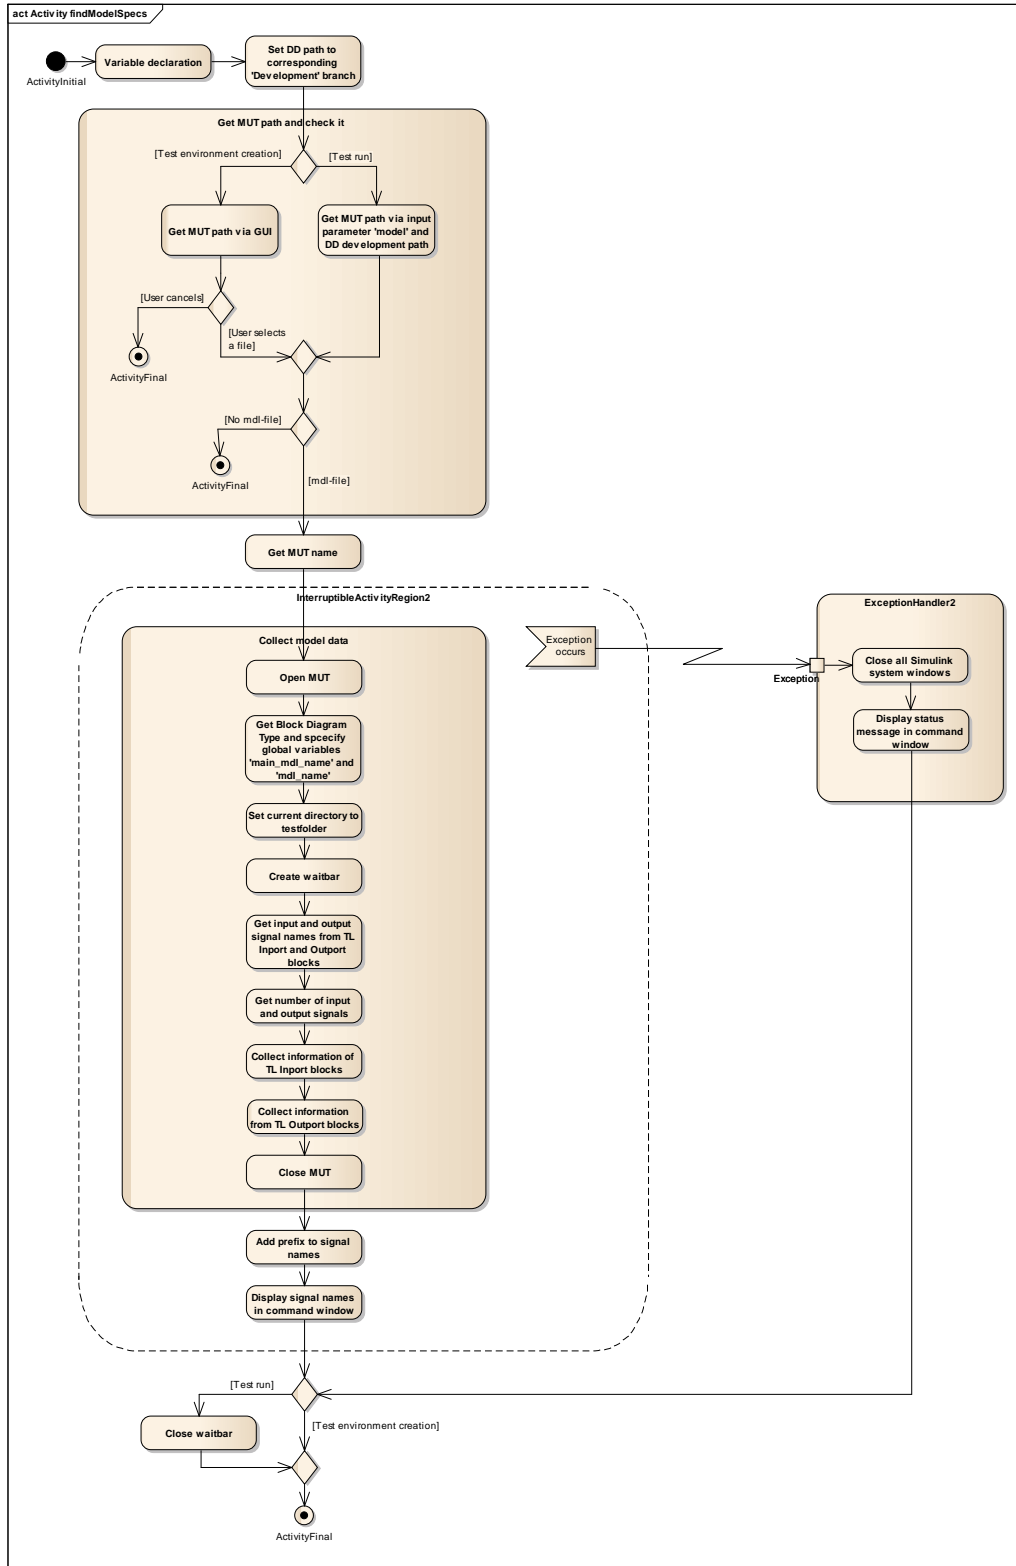 act Activity findModelSpecs
ActivityInitial
Variable declaration
Set DD path to
corresponding
'Development' branch
Get MUT path and check it
[Test environment creation]
[Test run]
Get MUT path via GUI
Get MUT path via input
parameter 'model' and
DD development path
[User cancels]
[User selects
a file]
ActivityFinal
[No mdl-file]
ActivityFinal
[mdl-file]
Get MUT name
InterruptibleActivityRegion2
Collect model data
Open MUT
Get Block Diagram
Type and spcecify
global variables
'main_mdl_name' and
'mdl_name'
Set current directory to
testfolder
Create waitbar
Get input and output
signal names from TL
Inport and Outport
blocks
Get number of input
and output signals
Collect information of
TL Inport blocks
Collect information
from TL Outport blocks
Close MUT
Add prefix to signal
names
Display signal names
in command window
Exception
occurs
ExceptionHandler2
Exception
Close all Simulink
system windows
Display status
message in command
window
[Test run]
Close waitbar
[Test environment creation]
ActivityFinal